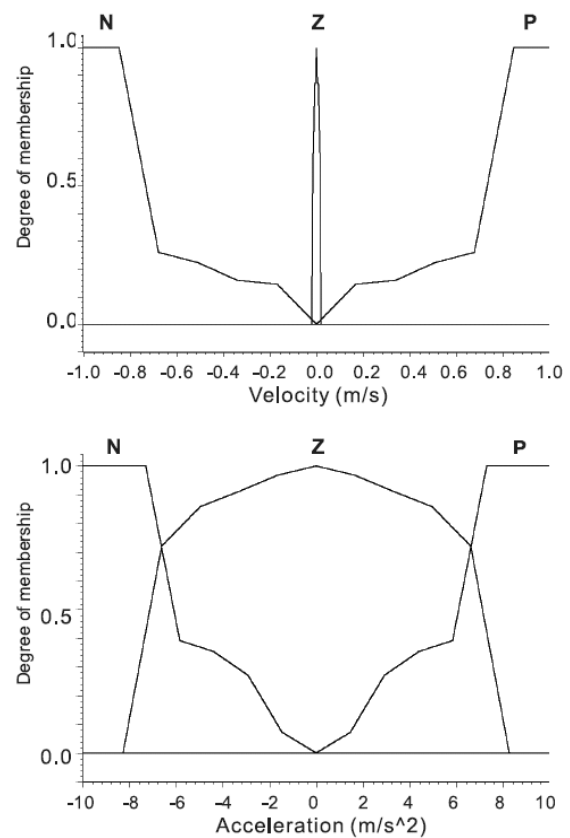 N Z P
1.0
0.5
0.0
Degree of membership
-1.0 -0.8 -0.6 -0.4 -0.2 0.0 0.2 0.4 0.6 0.8 1.0
Velocity (m/s)
N Z P
1.0
0.5
0.0
Degree of membership
-10 -8 -6 -4 -2 0 2 4 6 8 10
Acceleration (m/s^2)